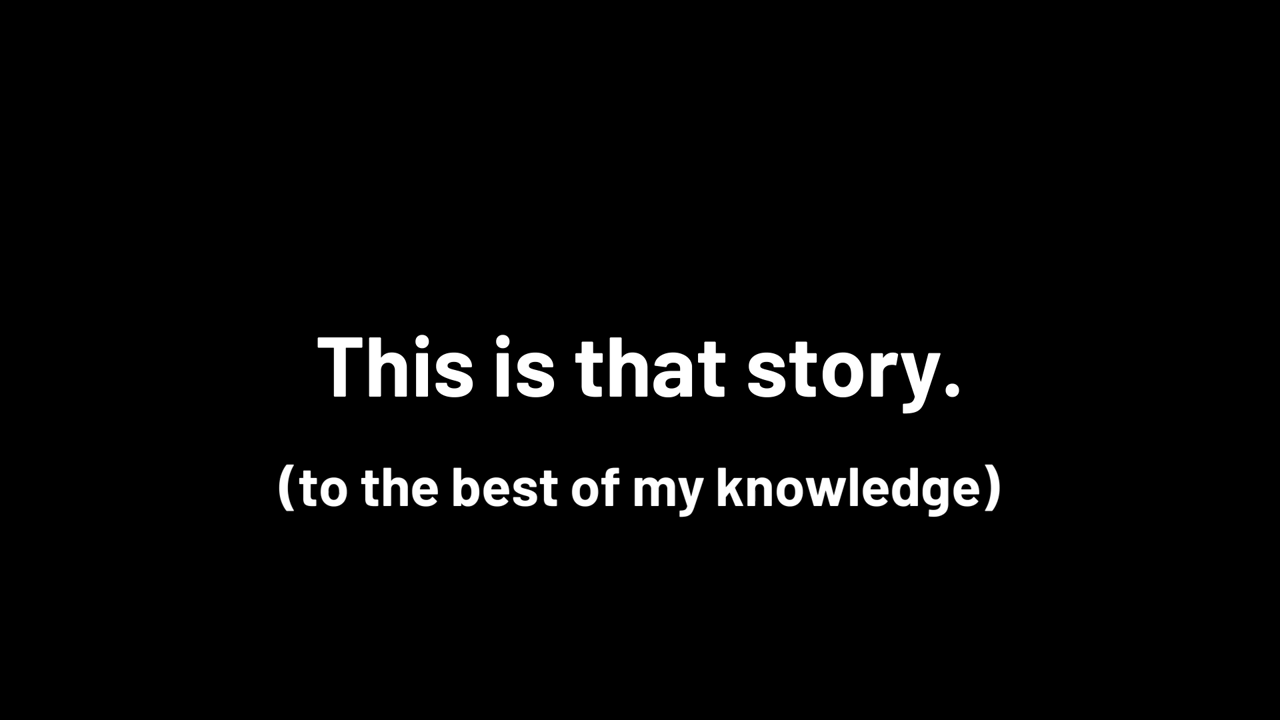 This is that story.
(to the best of my knowledge)